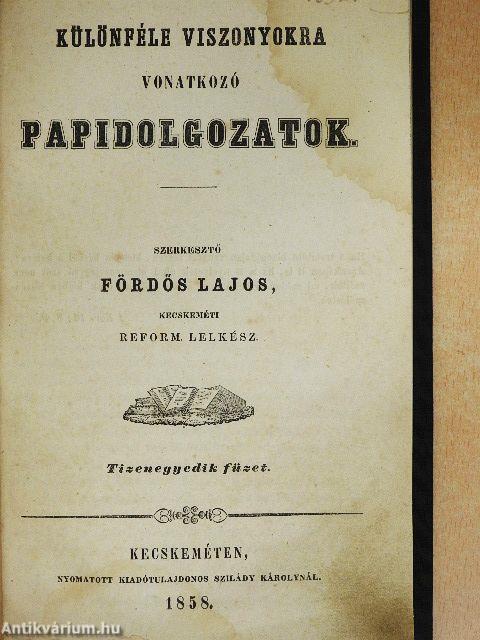 KÜLÖNFÉLE VISZONYOKRA
VONATKOZÓ
PAPIDOLGOZATOK.
SZERKESZTŐ
FÖRDŐS LAJOS,
KECSKEMÉTI
REFORM. LELKÉSZ.
Tizenegyedik füzet.
KECSKEMÉTEN,
NYOMATOTT KIADÓTULAJDONOS SZILÁDY KÁROLYNÁL.
1858.
Antikvárium.hu